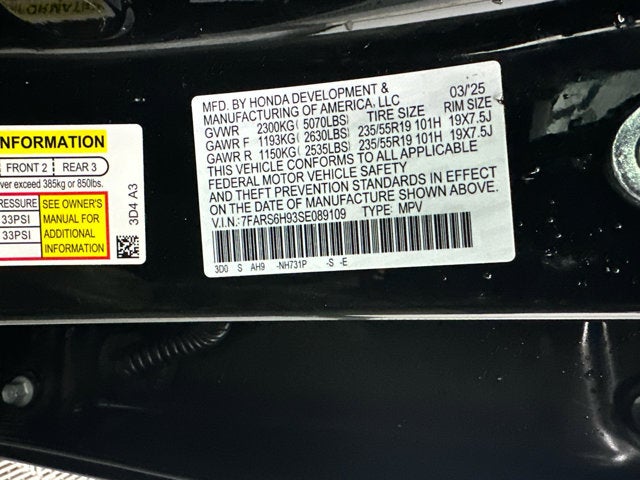 INFORMATION
FRONT 2 | REAR 3
ver exceed 385kg or 850lbs.
PRESSURE
33PSI
33PSI
SEE OWNER'S
MANUAL FOR
ADDITIONAL
INFORMATION
3D4 A3
MFD. BY HONDA DEVELOPMENT & 03/'25
MANUFACTURING OF AMERICA, LLC
GVWR 2300KG( 5070LBS) TIRE SIZE RIM SIZE
GAWR F 1193KG( 2630LBS) 235/55R19 101H 19X7.5J
GAWR R 1150KG( 2535LBS) 235/55R19 101H 19X7.5J
THIS VEHICLE CONFORMS TO ALL APPLICABLE
FEDERAL MOTOR VEHICLE SAFETY
AND THEFT PREVENTION STANDARDS IN EFFECT
ON THE DATE OF MANUFACTURE SHOWN ABOVE.
V.I.N.: 7FARS6H93SE089109 TYPE: MPV
3D0 S AH9 -NH731P -S -E